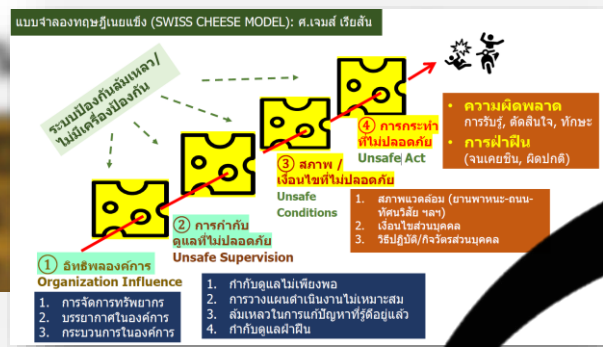 แบบจำลองทฤษฎีเนยแข็ง (SWISS CHEESE MODEL): ศ.เจมส์ เรียสัน
ระบบป้องกันล้มเหลว/
ไม่มีเครื่องป้องกัน
① อิทธิพลองค์การ
Organization Influence
1. การจัดการทรัพยากร
2. บรรยากาศในองค์การ
3. กระบวนการในองค์การ
② การกำกับ
ดูแลที่ไม่ปลอดภัย
Unsafe Supervision
1. กำกับดูแลไม่เพียงพอ
2. การวางแผนดำเนินงานไม่เหมาะสม
3. ล้มเหลวในการแก้ปัญหาที่รู้ดีอยู่แล้ว
4. กำกับดูแลฝ่าฝืน
③ สภาพ /
เงื่อนไขที่ไม่ปลอดภัย
Unsafe
Conditions
1. สภาพแวดล้อม (ยานพาหนะ-ถนน-
ทัศนวิสัย ฯลฯ)
2. เงื่อนไขส่วนบุคคล
3. วิธีปฏิบัติ/กิจวัตรส่วนบุคคล
④ การกระทำ
ที่ไม่ปลอดภัย
Unsafe Act
• ความผิดพลาด
การรับรู้, ตัดสินใจ, ทักษะ
• การฝ่าฝืน
(จนเคยชิน, ผิดปกติ)